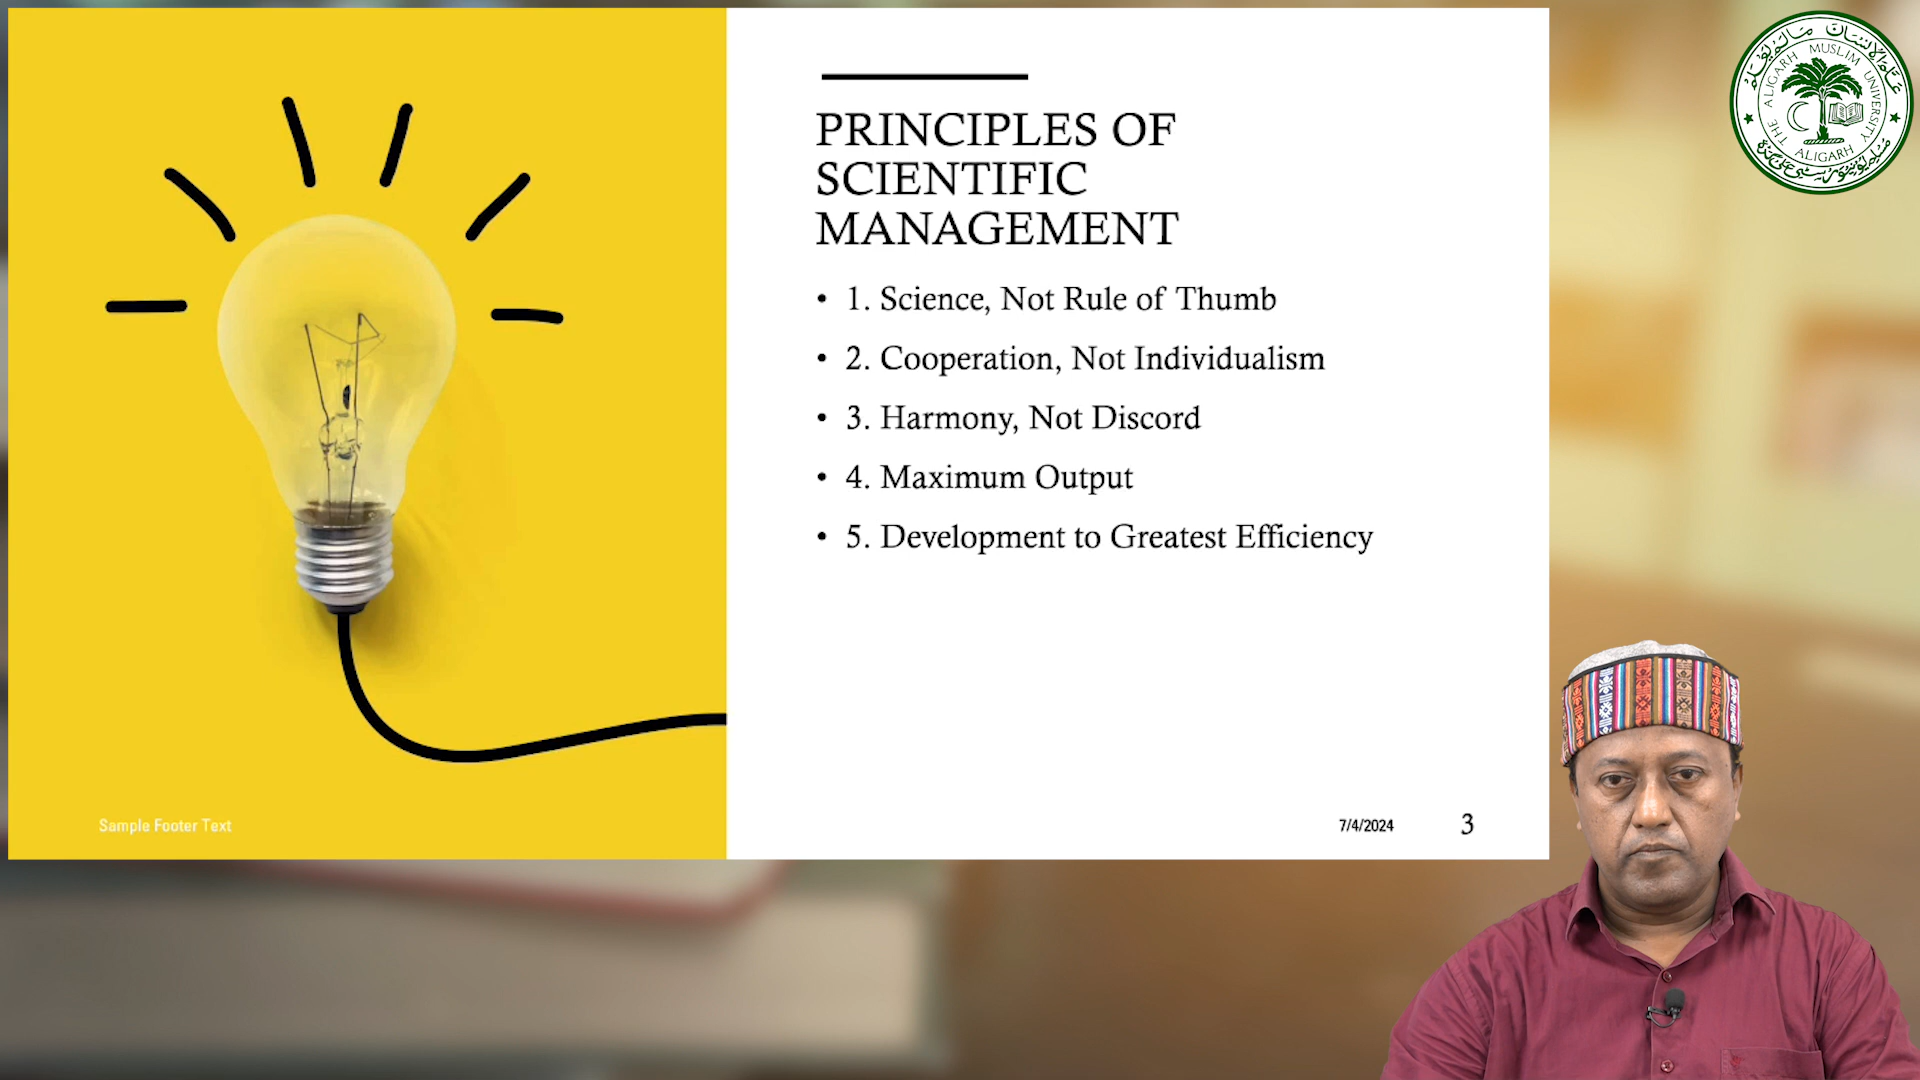 PRINCIPLES OF
SCIENTIFIC
MANAGEMENT
• 1. Science, Not Rule of Thumb
• 2. Cooperation, Not Individualism
• 3. Harmony, Not Discord
• 4. Maximum Output
• 5. Development to Greatest Efficiency
Sample Footer Text
7/4/2024
3
THE ALIGARH MUSLIM UNIVERSITY
ALIGARH